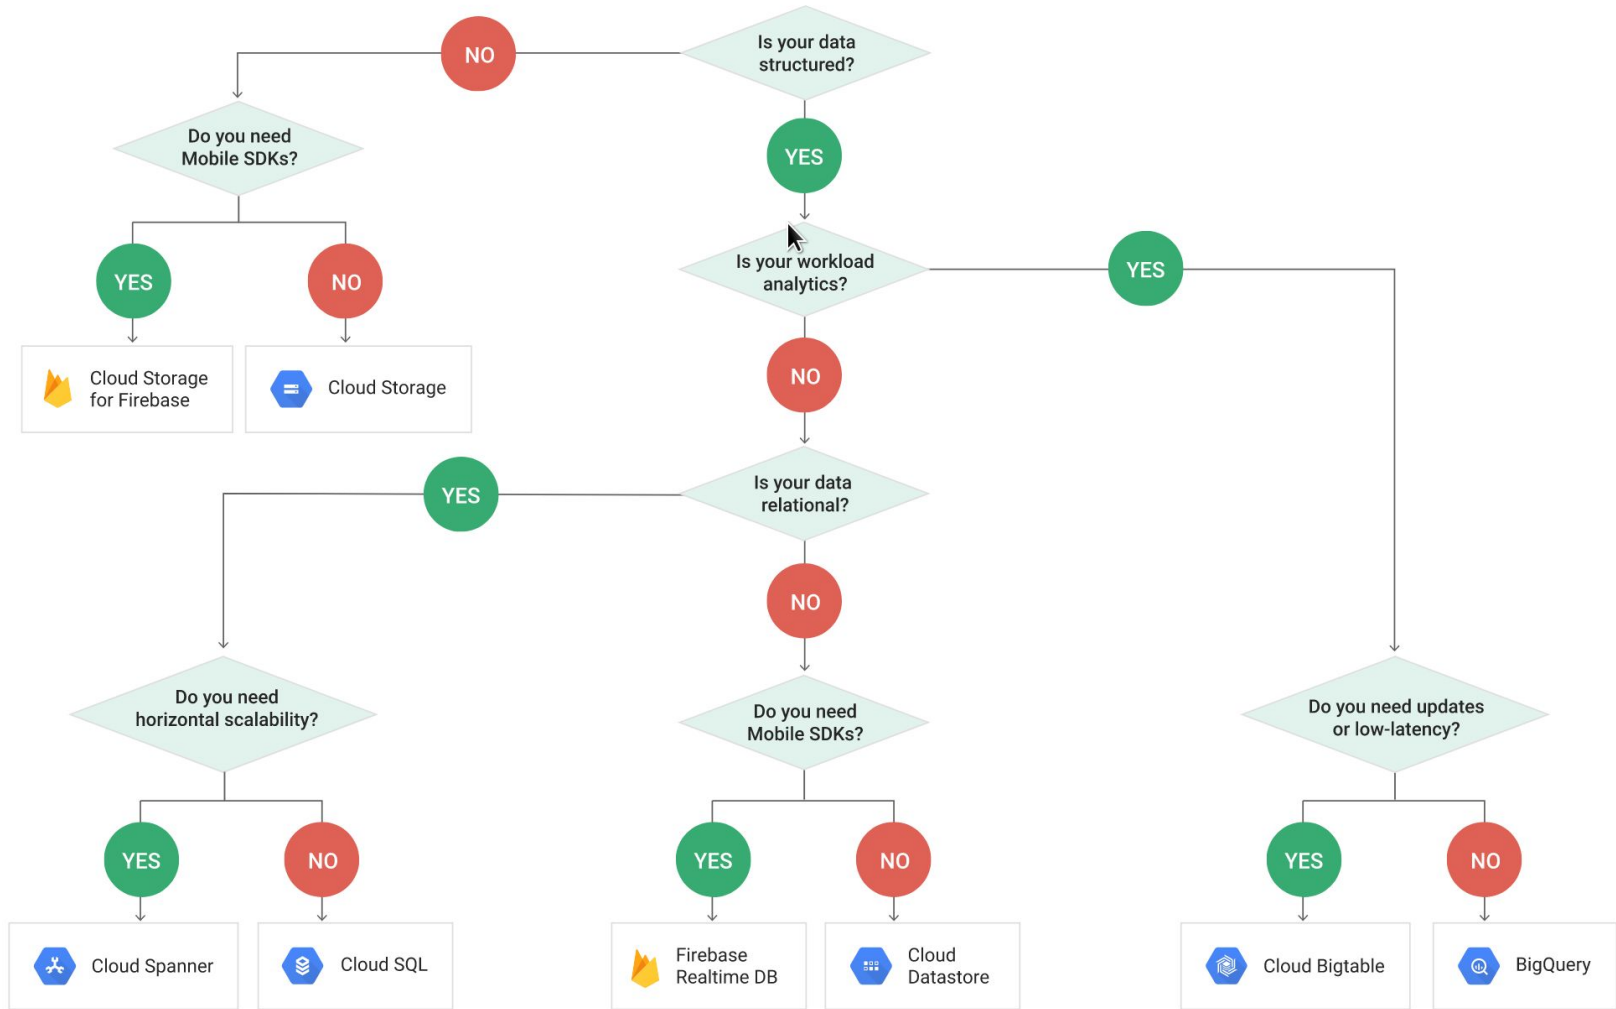 Is your data
structured?
NO
Do you need
Mobile SDKs?
YES
YES
NO
Cloud Storage
for Firebase
Cloud Storage
Is your workload
analytics?
YES
NO
Is your data
relational?
YES
NO
Do you need
horizontal scalability?
Do you need
Mobile SDKs?
Do you need updates
or low-latency?
YES
NO
YES
NO
YES
NO
Cloud Spanner
Cloud SQL
Firebase
Realtime DB
Cloud
Datastore
Cloud Bigtable
BigQuery